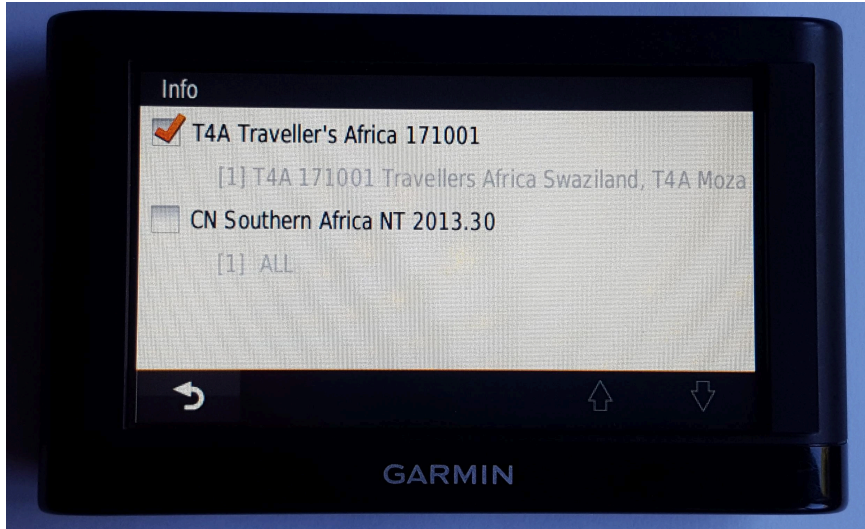 Info
T4A Traveller's Africa 171001
[1] T4A 171001 Travellers Africa Swaziland, T4A Moza
CN Southern Africa NT 2013.30
[1] ALL
GARMIN